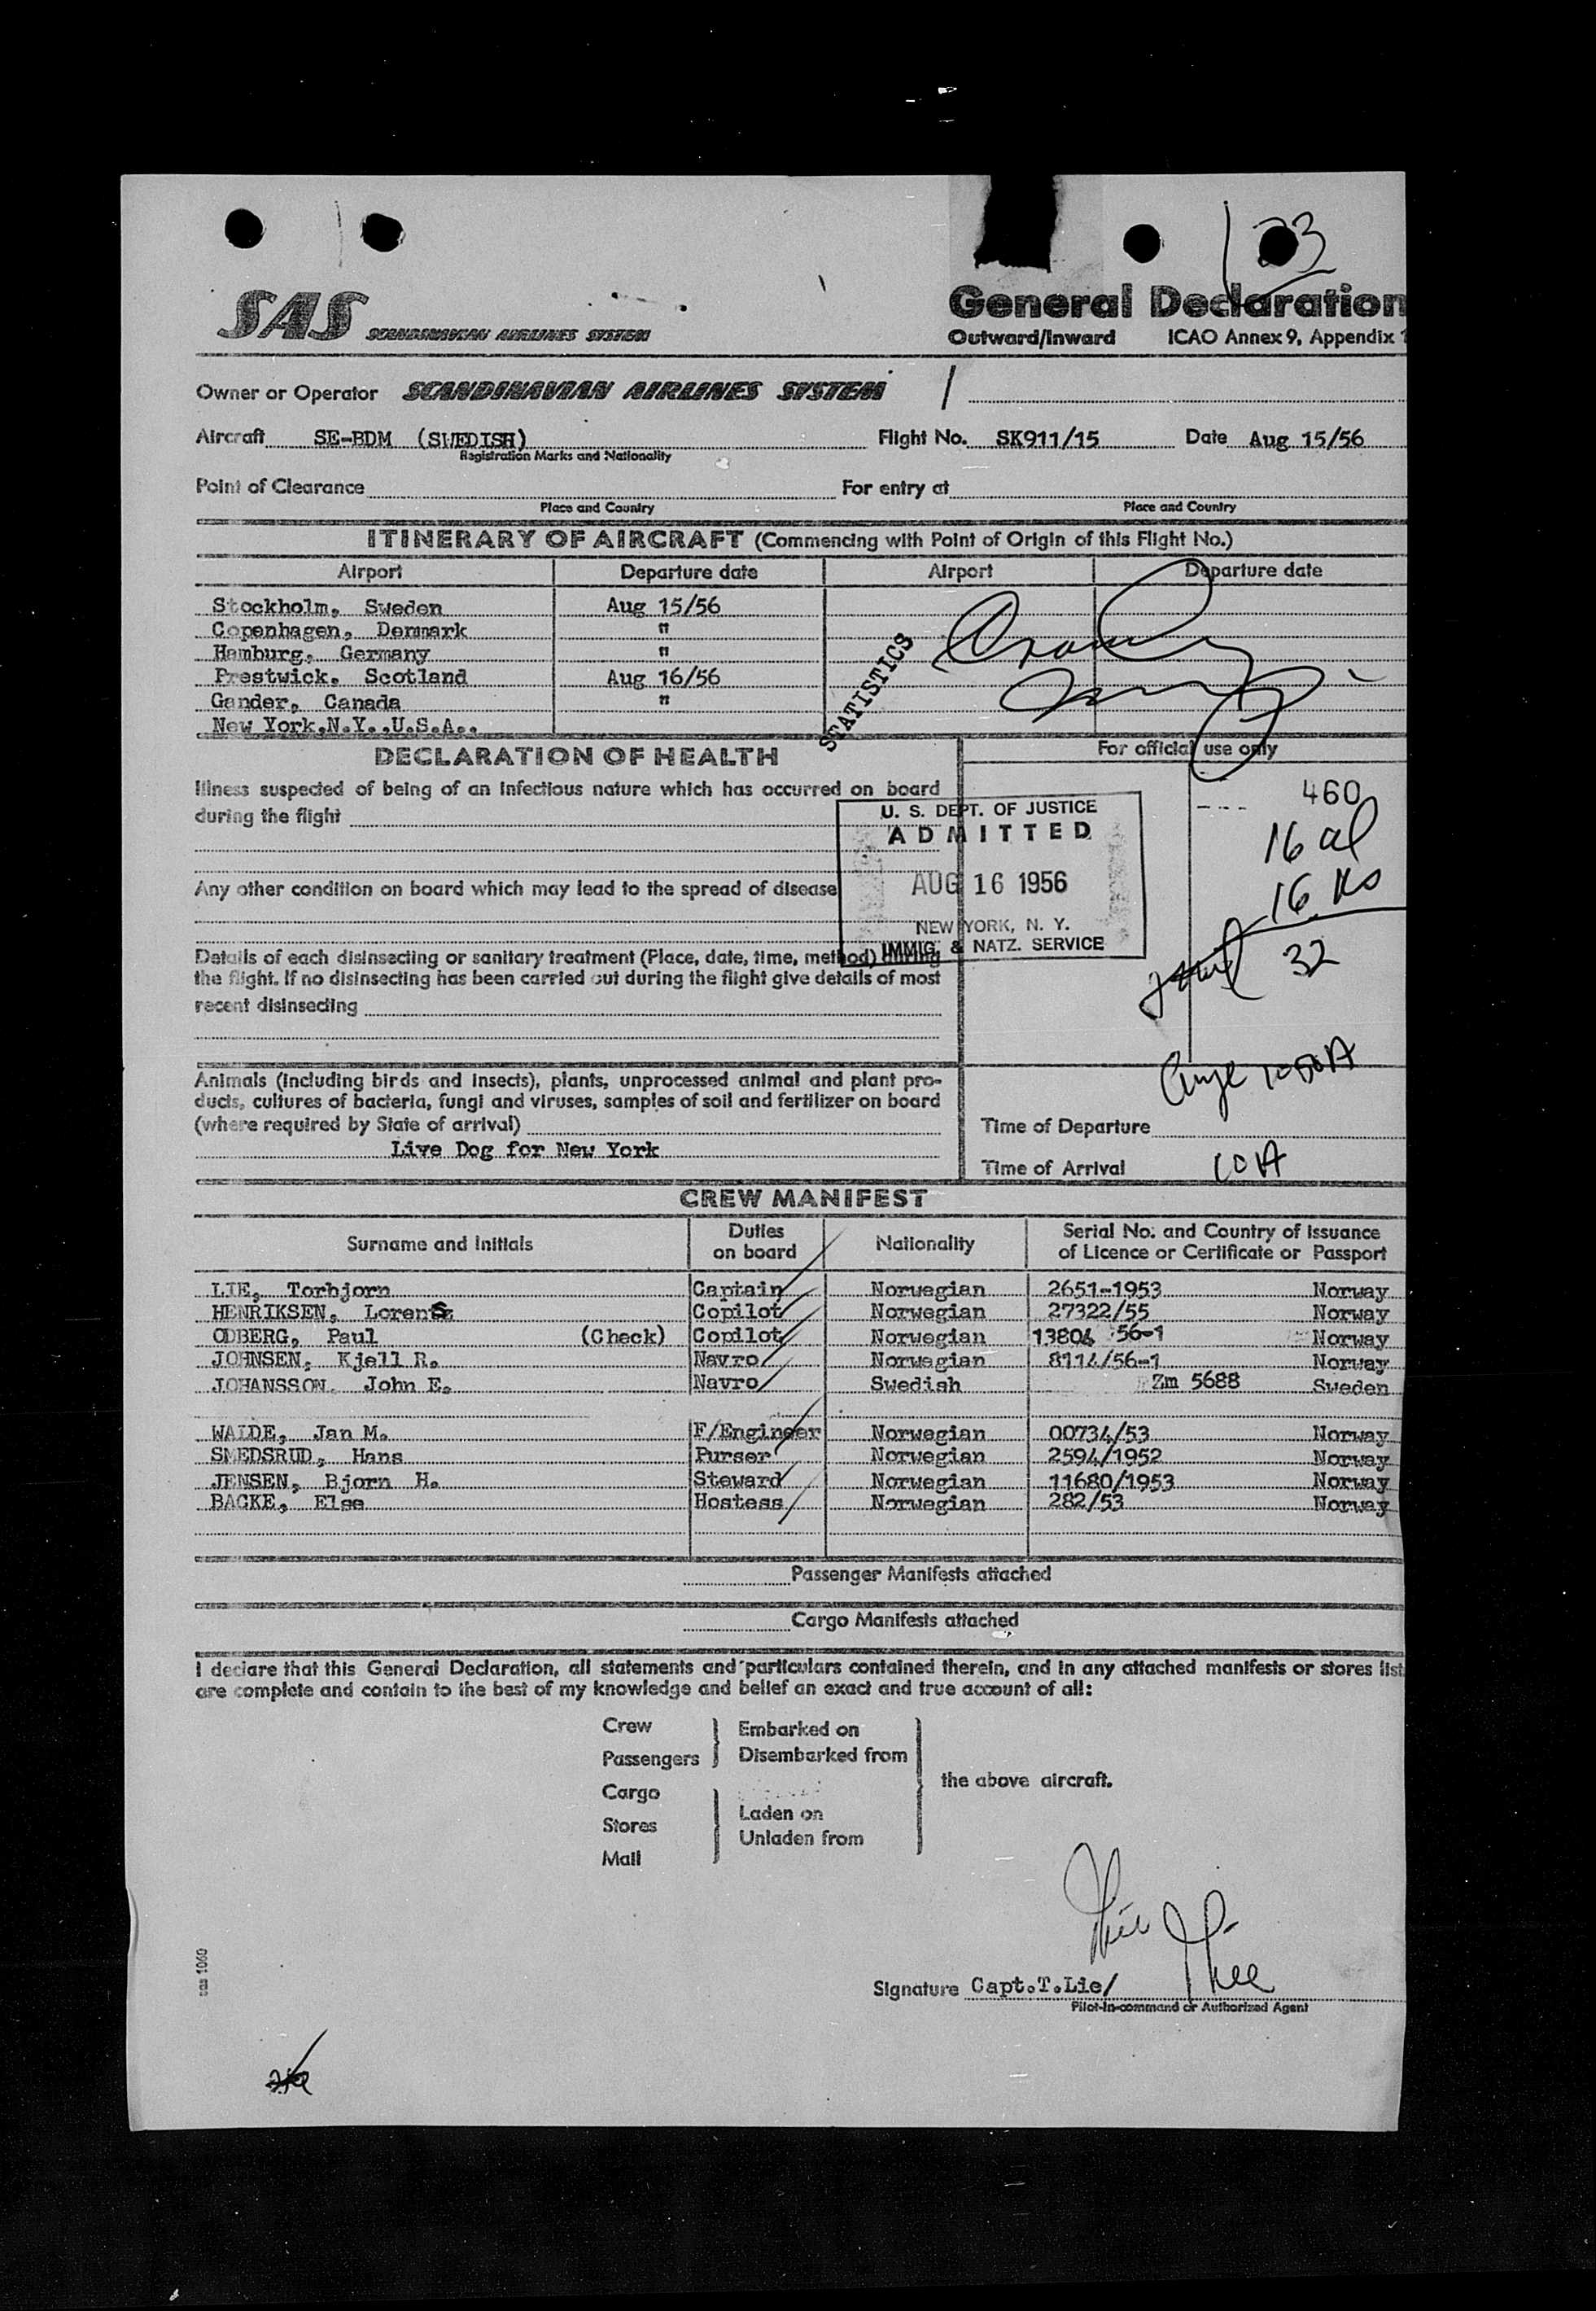 23
SAS SCANDINAVIAN AIRLINES SYSTEM
General Declaration
Outward/Inward ICAO Annex 9, Appendix 1
Owner or Operator SCANDINAVIAN AIRLINES SYSTEM /
Aircraft SE-BDM (SWEDISH) Flight No. SK911/15 Date Aug 15/56
Registration Marks and Nationality
Point of Clearance For entry at
Place and Country Place and Country
ITINERARY OF AIRCRAFT (Commencing with Point of Origin of this Flight No.)
Airport Departure date Airport Departure date
Stockholm, Sweden Aug 15/56
Copenhagen, Denmark "
Hamburg, Germany "
Prestwick, Scotland Aug 16/56
Gander, Canada "
New York,N.Y.,U.S.A..
STATISTICS
DECLARATION OF HEALTH
For official use only
Illness suspected of being of an infectious nature which has occurred on board
during the flight
Any other condition on board which may lead to the spread of disease
Details of each disinsecting or sanitary treatment (Place, date, time, method) during
the flight. If no disinsecting has been carried out during the flight give details of most
recent disinsecting
U. S. DEPT. OF JUSTICE
ADMITTED
AUG 16 1956
NEW YORK, N. Y.
IMMIG. & NATZ. SERVICE
460
16 al
16
32
Animals (including birds and insects), plants, unprocessed animal and plant pro-
ducts, cultures of bacteria, fungi and viruses, samples of soil and fertilizer on board
(where required by State of arrival)
Live Dog for New York
Time of Departure
Time of Arrival 10A
CREW MANIFEST
Surname and Initials Duties on board Nationality Serial No. and Country of Issuance of Licence or Certificate or Passport
LIE, Torbjorn Captain Norwegian 2651-1953 Norway
HENRIKSEN, Lorents Copilot Norwegian 27322/55 Norway
ODBERG, Paul (Check) Copilot Norwegian 13804 56-1 Norway
JOHNSEN, Kjell R. Navro Norwegian 8114/56-1 Norway
JOHANSSON, John E. Navro Swedish Zm 5688 Sweden
WALDE, Jan M. F/Engineer Norwegian 00734/53 Norway
SMEDSRUD, Hans Purser Norwegian 2594/1952 Norway
JENSEN, Bjorn H. Steward Norwegian 11680/1953 Norway
BACKE, Else Hostess Norwegian 282/53 Norway
Passenger Manifests attached
Cargo Manifests attached
I declare that this General Declaration, all statements and particulars contained therein, and in any attached manifests or stores list
are complete and contain to the best of my knowledge and belief an exact and true account of all:
Crew
Passengers
Cargo
Stores
Mail
Embarked on
Disembarked from
Laden on
Unladen from
the above aircraft.
Signature Capt.T.Lie/
Pilot-in-command or Authorized Agent
sas 1060